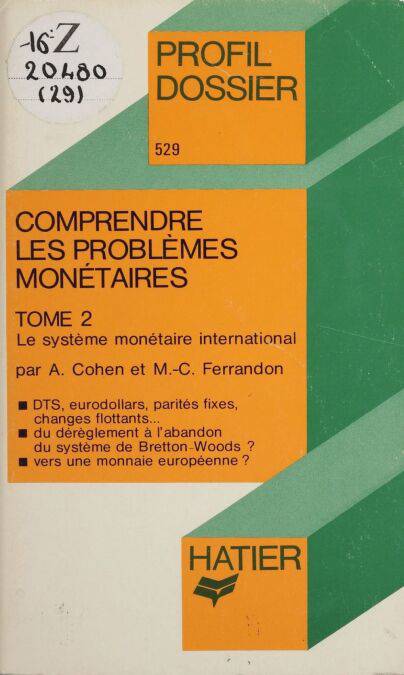 16°Z
20480
(29)
PROFIL
DOSSIER
529
COMPRENDRE
LES PROBLÈMES
MONÉTAIRES
TOME 2
Le système monétaire international
par A. Cohen et M.-C. Ferrandon
■ DTS, eurodollars, parités fixes,
changes flottants...
■ du dérèglement à l'abandon
du système de Bretton-Woods ?
■ vers une monnaie européenne ?
HATIER